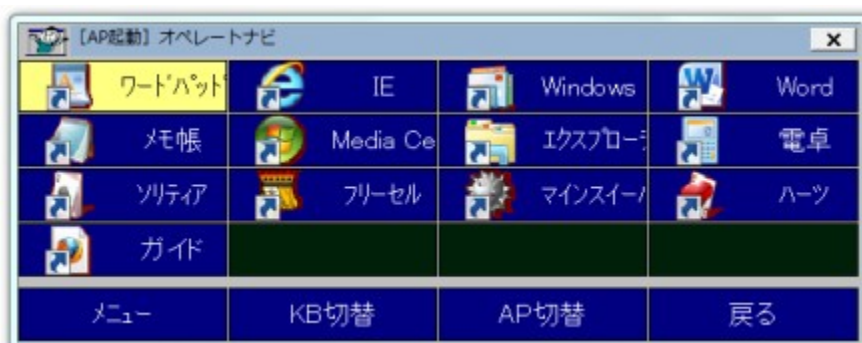 [AP起動] オペレートナビ
ワードパッド IE Windows Word
メモ帳 Media Ce エクスプローラ 電卓
ソリティア フリーセル マインスイーパ ハーツ
ガイド
メニュー KB切替 AP切替 戻る